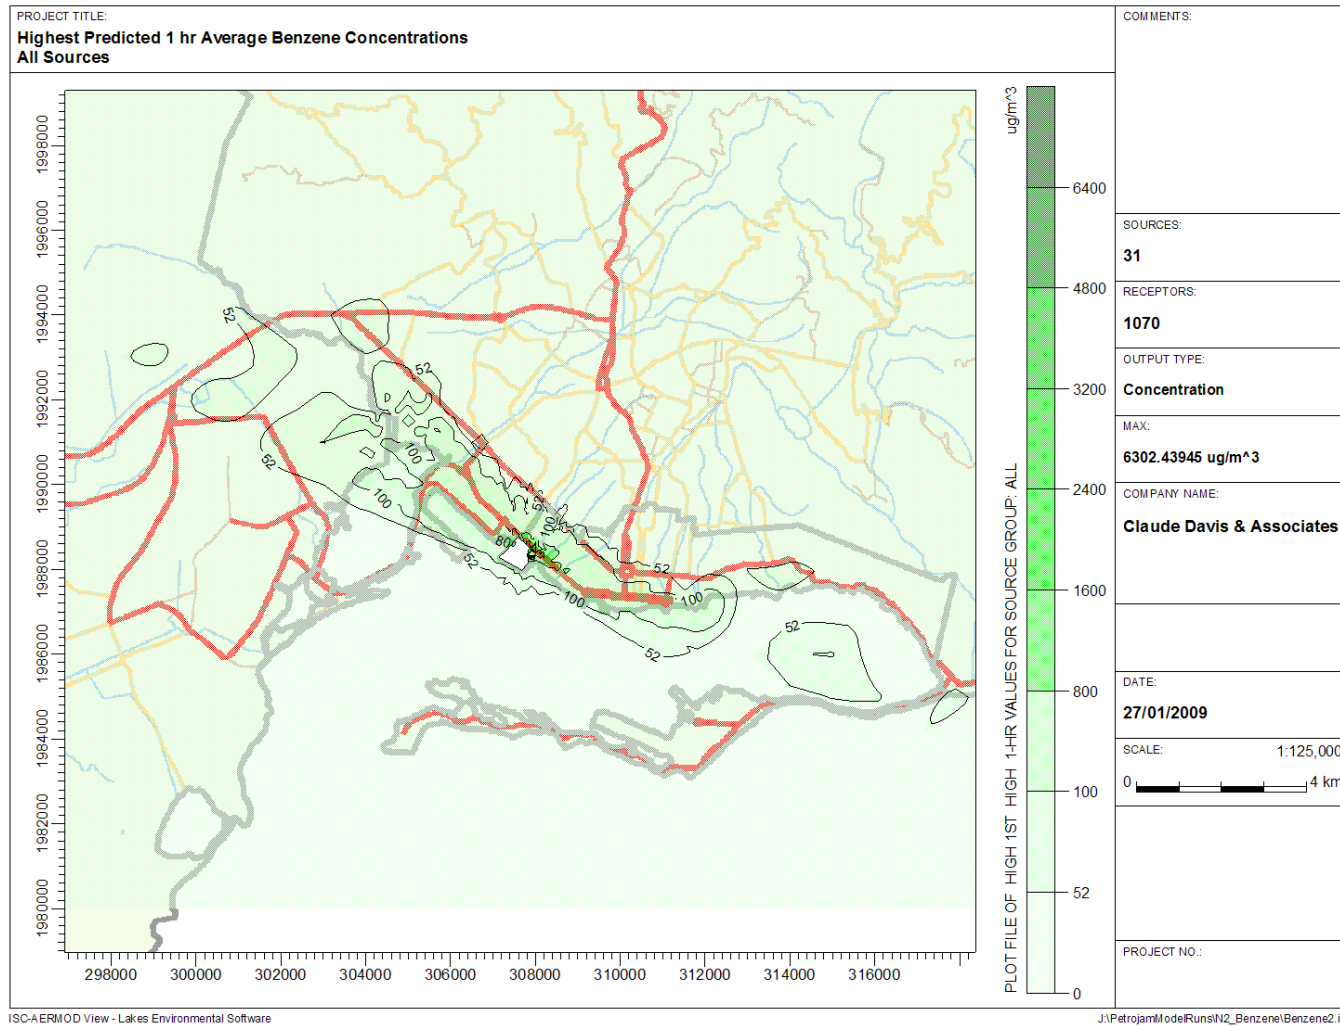 PROJECT TITLE:
Highest Predicted 1 hr Average Benzene Concentrations
All Sources
COMMENTS:
SOURCES:
31
RECEPTORS:
1070
OUTPUT TYPE:
Concentration
MAX:
6302.43945 ug/m^3
COMPANY NAME:
Claude Davis & Associates
DATE:
27/01/2009
SCALE:
1:125,000
0 4 km
PROJECT NO.:
ug/m^3
PLOT FILE OF HIGH 1ST HIGH 1-HR VALUES FOR SOURCE GROUP: ALL
6400
4800
3200
2400
1600
800
100
52
0
1998000
1996000
1994000
1992000
1990000
1988000
1986000
1984000
1982000
1980000
298000 300000 302000 304000 306000 308000 310000 312000 314000 316000
52
52
52
100
100
52
100
52
52
100
100
52
52
ISC-AERMOD View - Lakes Environmental Software
J:\PetrojamModelRuns\N2_Benzene\Benzene2.i